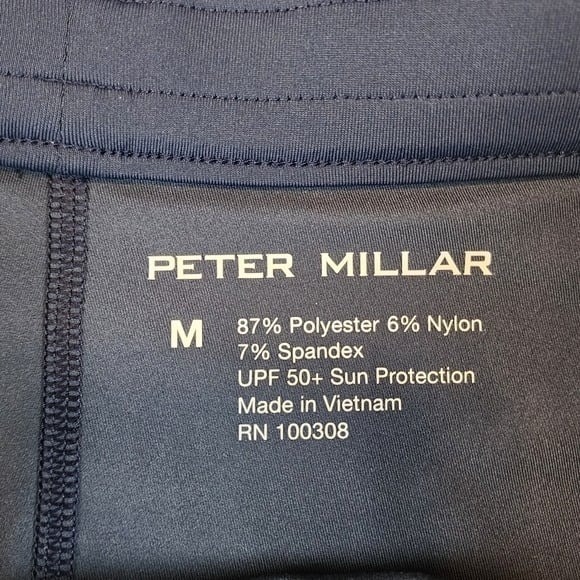 PETER MILLAR
M
87% Polyester 6% Nylon
7% Spandex
UPF 50+ Sun Protection
Made in Vietnam
RN 100308